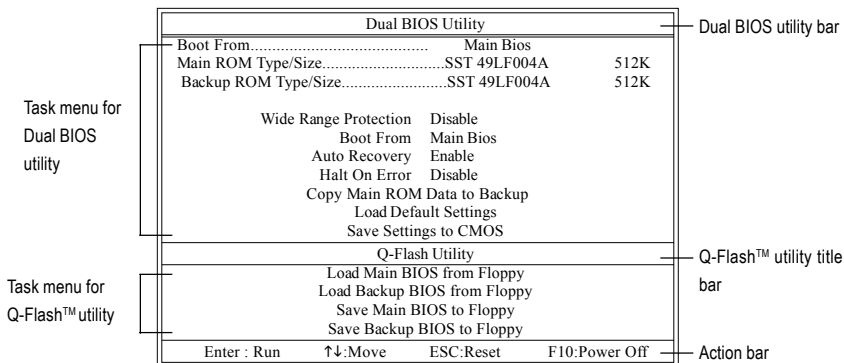 Dual BIOS Utility
Dual BIOS utility bar
Boot From.......................................... Main Bios
Main ROM Type/Size.............................SST 49LF004A 512K
Backup ROM Type/Size.........................SST 49LF004A 512K
Task menu for
Dual BIOS
utility
Wide Range Protection Disable
Boot From Main Bios
Auto Recovery Enable
Halt On Error Disable
Copy Main ROM Data to Backup
Load Default Settings
Save Settings to CMOS
Q-Flash Utility
Q-Flash™ utility title
bar
Task menu for
Q-Flash™ utility
Load Main BIOS from Floppy
Load Backup BIOS from Floppy
Save Main BIOS to Floppy
Save Backup BIOS to Floppy
Enter : Run ↑↓:Move ESC:Reset F10:Power Off
Action bar